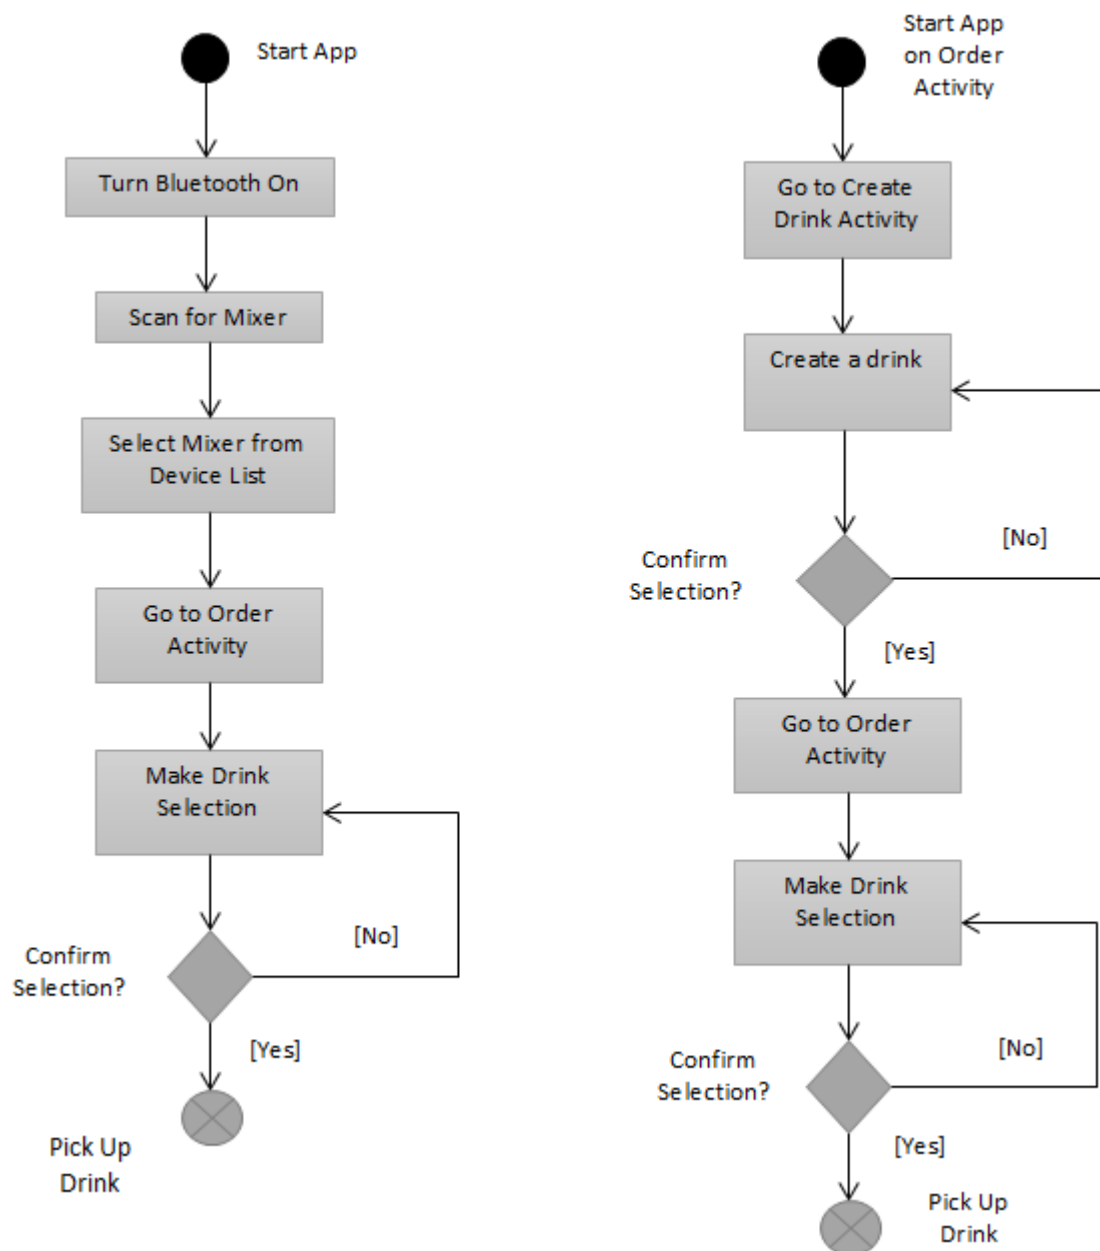 Start App
Turn Bluetooth On
Scan for Mixer
Select Mixer from
Device List
Go to Order
Activity
Make Drink
Selection
[No]
Confirm
Selection?
[Yes]
Pick Up
Drink
Start App
on Order
Activity
Go to Create
Drink Activity
Create a drink
[No]
Confirm
Selection?
[Yes]
Go to Order
Activity
Make Drink
Selection
[No]
Confirm
Selection?
[Yes]
Pick Up
Drink